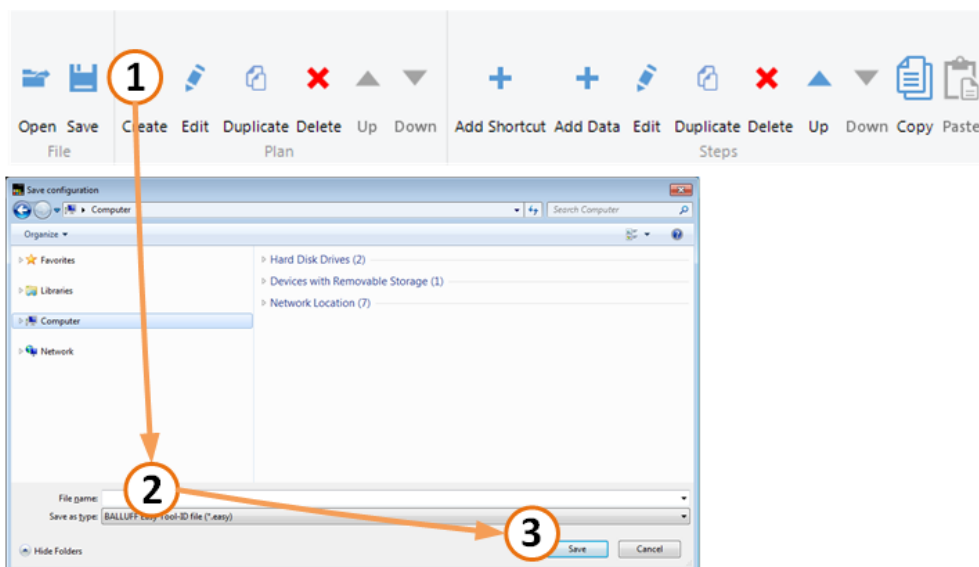 1
Open Save Create Edit Duplicate Delete Up Down Add Shortcut Add Data Edit Duplicate Delete Up Down Copy Paste
File Plan Steps
Save configuration
Computer
Search Computer
Organize
Favorites
Hard Disk Drives (2)
Devices with Removable Storage (1)
Libraries
Network Location (7)
Computer
Network
2
File name:
Save as type: BALLUFF Easy Tool-ID file (*.easy)
3
Hide Folders Save Cancel